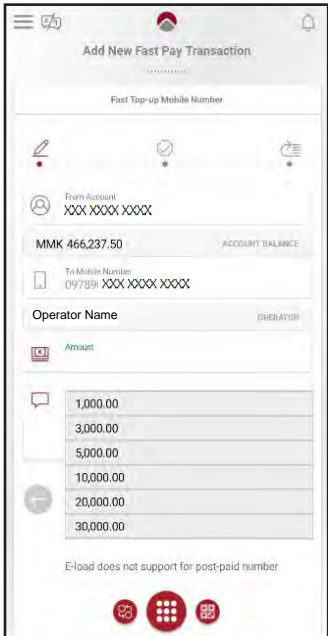 Add New Fast Pay Transaction
Fast Top-up Mobile Number
From Account
XXX XXXX XXXX
MMK 466,237.50 ACCOUNT BALANCE
To Mobile Number
09789 XXX XXXX XXXX
Operator Name OPERATOR
Amount
1,000.00
3,000.00
5,000.00
10,000.00
20,000.00
30,000.00
E-load does not support for post-paid number